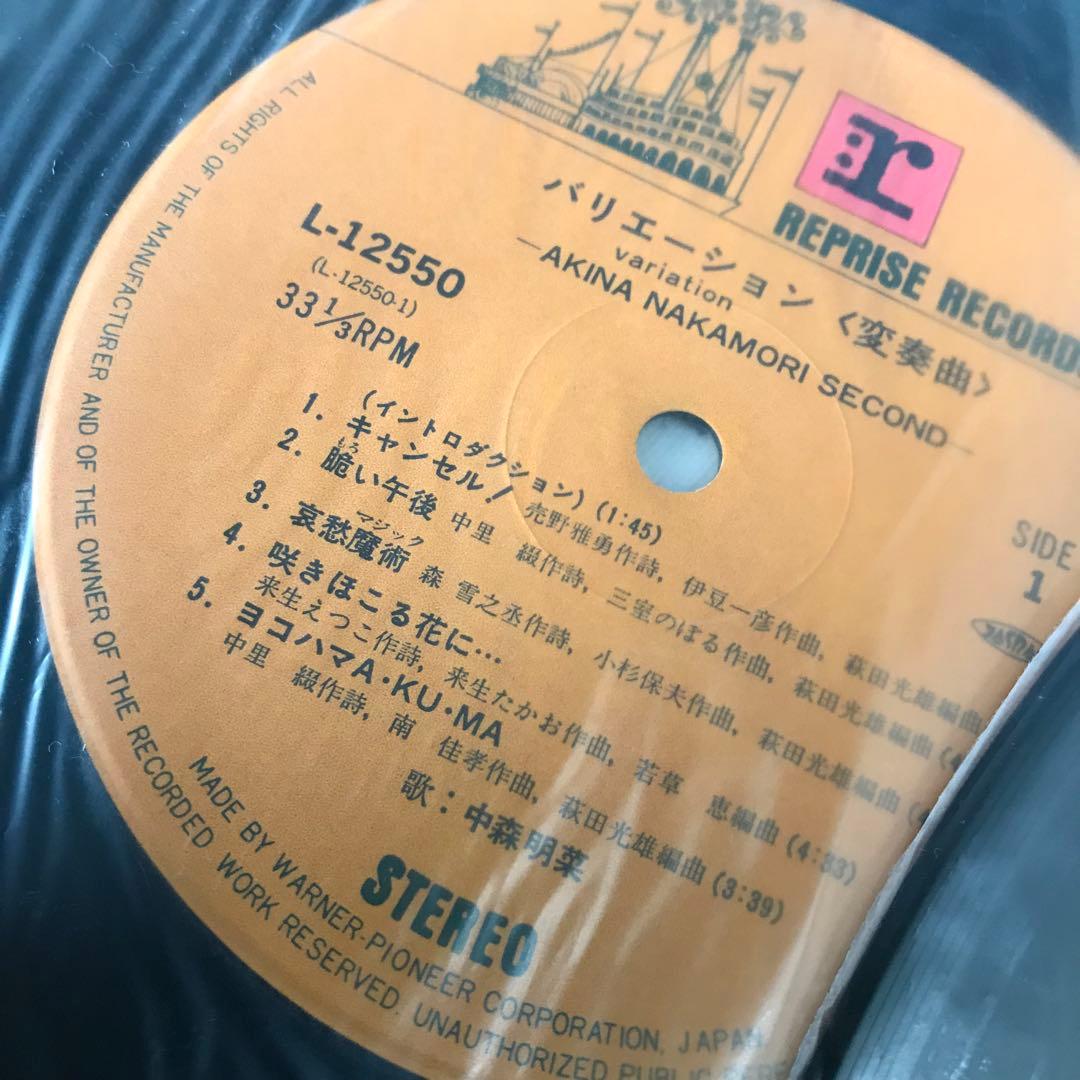 REPRISE RECORDS
バリエーション〈変奏曲〉
variation
—AKINA NAKAMORI SECOND—
L-12550
(L-12550-1)
33 1/3 RPM
SIDE
1
(イントロダクション) (1:45)
1. キャンセル! 売野雅勇作詩, 伊豆一彦作曲, 萩田光雄編曲
もろ
2. 脆い午後 中里 綴作詩, 三室のぼる作曲, 萩田光雄編曲
マジック
3. 哀愁魔術 森 雪之丞作詩, 小杉保夫作曲, 萩田光雄編曲
4. 咲きほこる花に…
来生えつこ作詩, 来生たかお作曲, 若草 恵編曲 (4:33)
5. ヨコハマA・KU・MA
中里 綴作詩, 南 佳孝作曲, 萩田光雄編曲 (3:39)
歌：中森明菜
STEREO
ALL RIGHTS OF THE MANUFACTURER AND OF THE OWNER OF THE RECORDED WORK RESERVED. UNAUTHORIZED PUBLIC
MADE BY WARNER-PIONEER CORPORATION, JAPAN